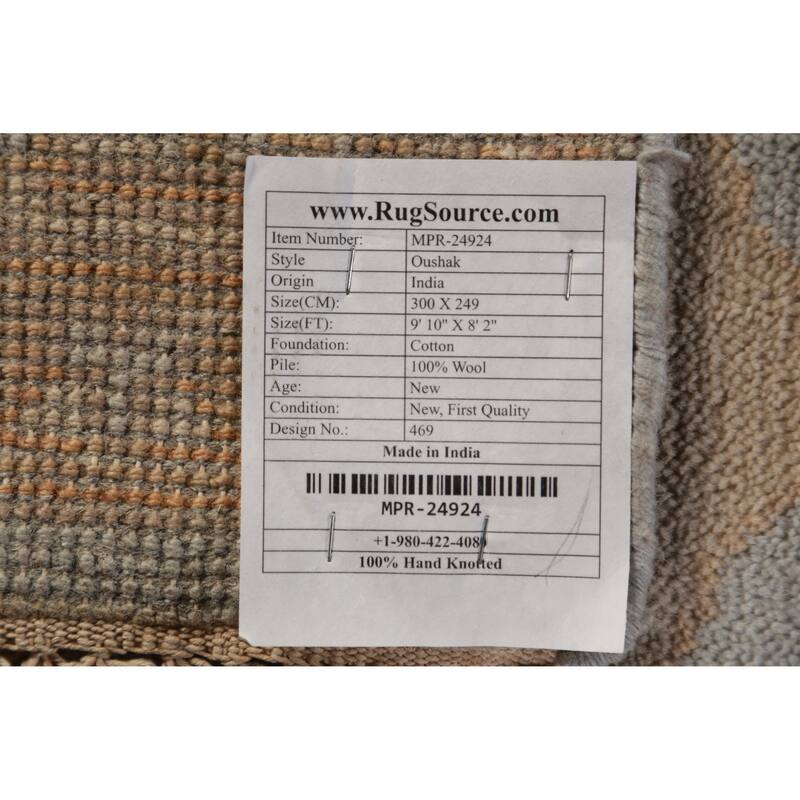 www.RugSource.com
Item Number: MPR-24924
Style Oushak
Origin India
Size(CM): 300 X 249
Size(FT): 9' 10" X 8' 2"
Foundation: Cotton
Pile: 100% Wool
Age: New
Condition: New, First Quality
Design No.: 469
Made in India
MPR-24924
+1-980-422-4080
100% Hand Knotted